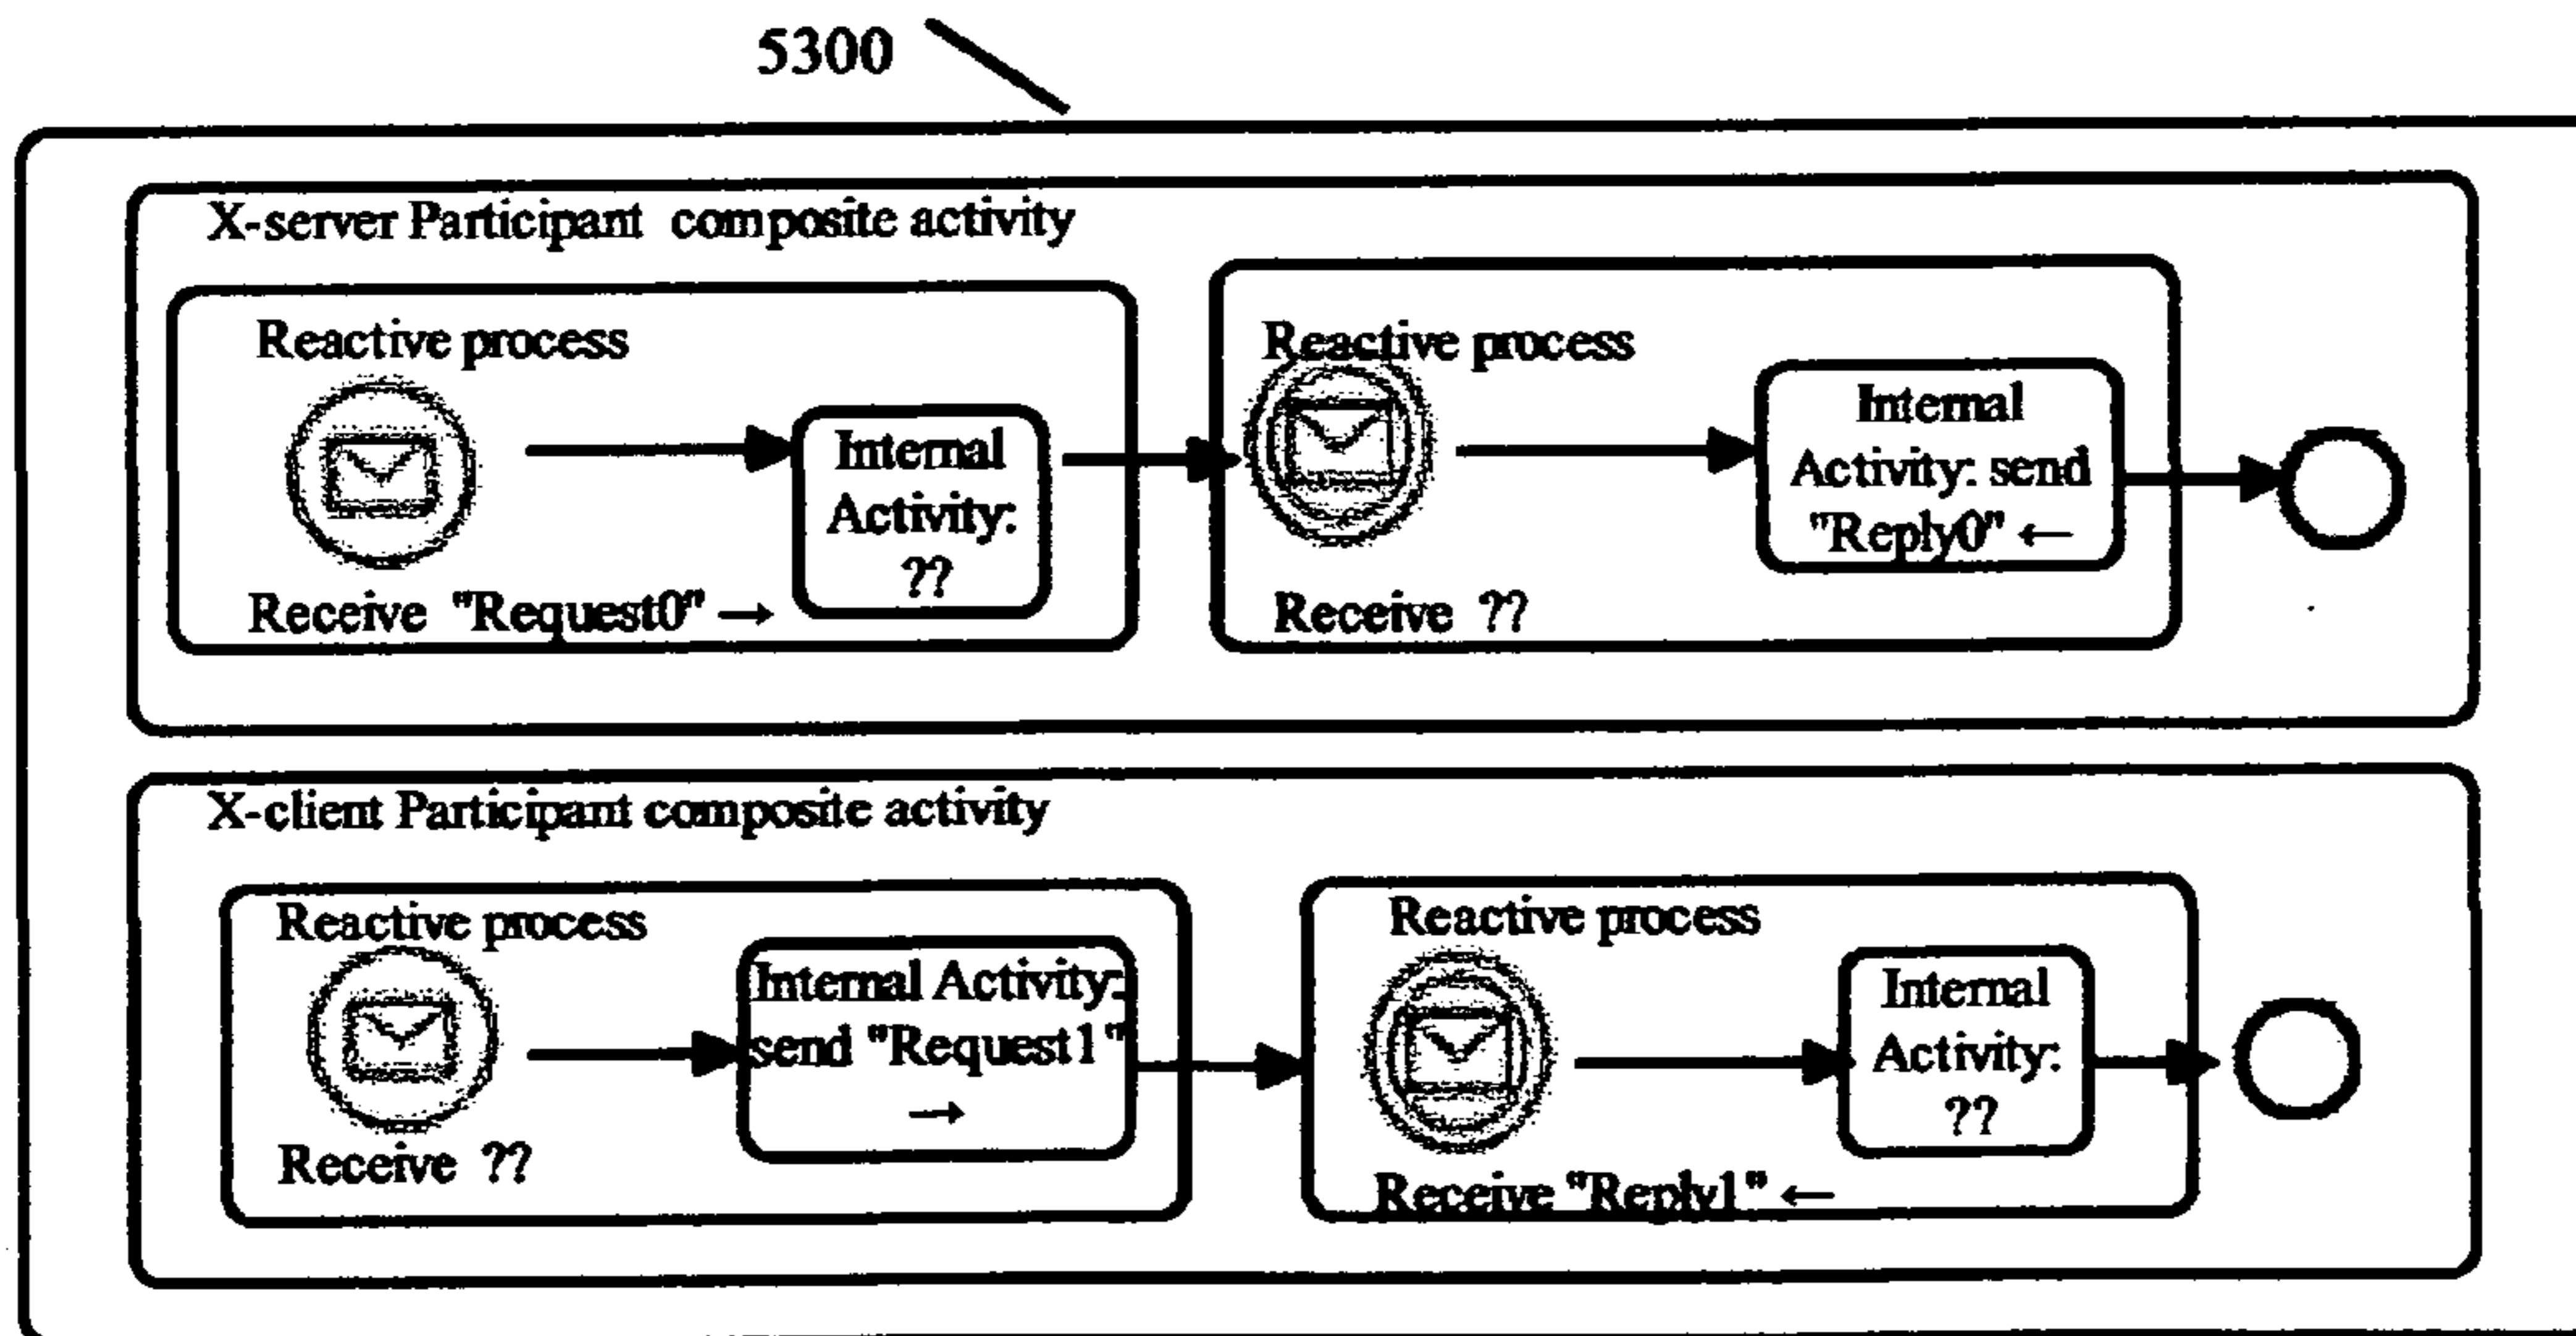 5300
X-server Participant composite activity
Reactive process
Receive "Request0" →
Internal
Activity:
??
Reactive process
Receive ??
Internal
Activity: send
"Reply0" ←
X-client Participant composite activity
Reactive process
Receive ??
Internal Activity:
send "Request1"
→
Reactive process
Receive "Reply1" ←
Internal
Activity:
??